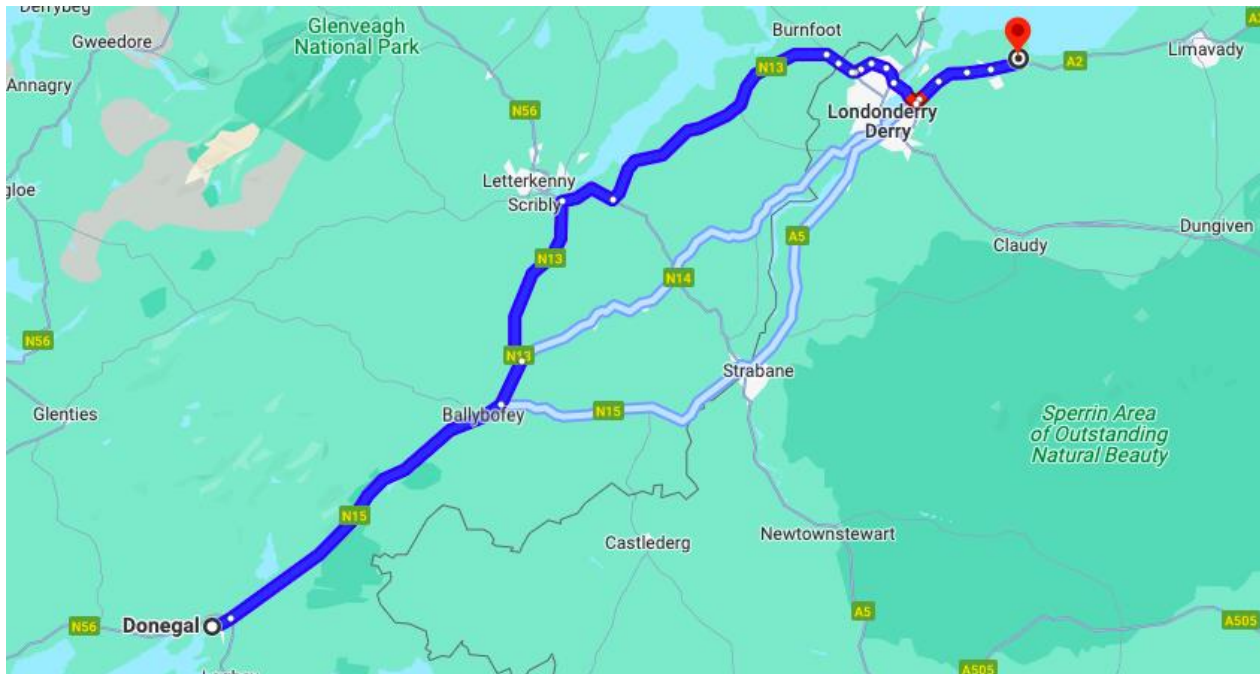 Glenveagh
National Park
Gweedore
Burnfoot
N13
A2
Limavady
Annagry
N56
Londonderry
Derry
Letterkenny
Scribly
Dungiven
A5
Claudy
N13
N14
N56
N13
Strabane
Glenties
Ballybofey
N15
Sperrin Area
of Outstanding
Natural Beauty
N15
Castlederg
Newtownstewart
Donegal
N56
A5
A505
A505